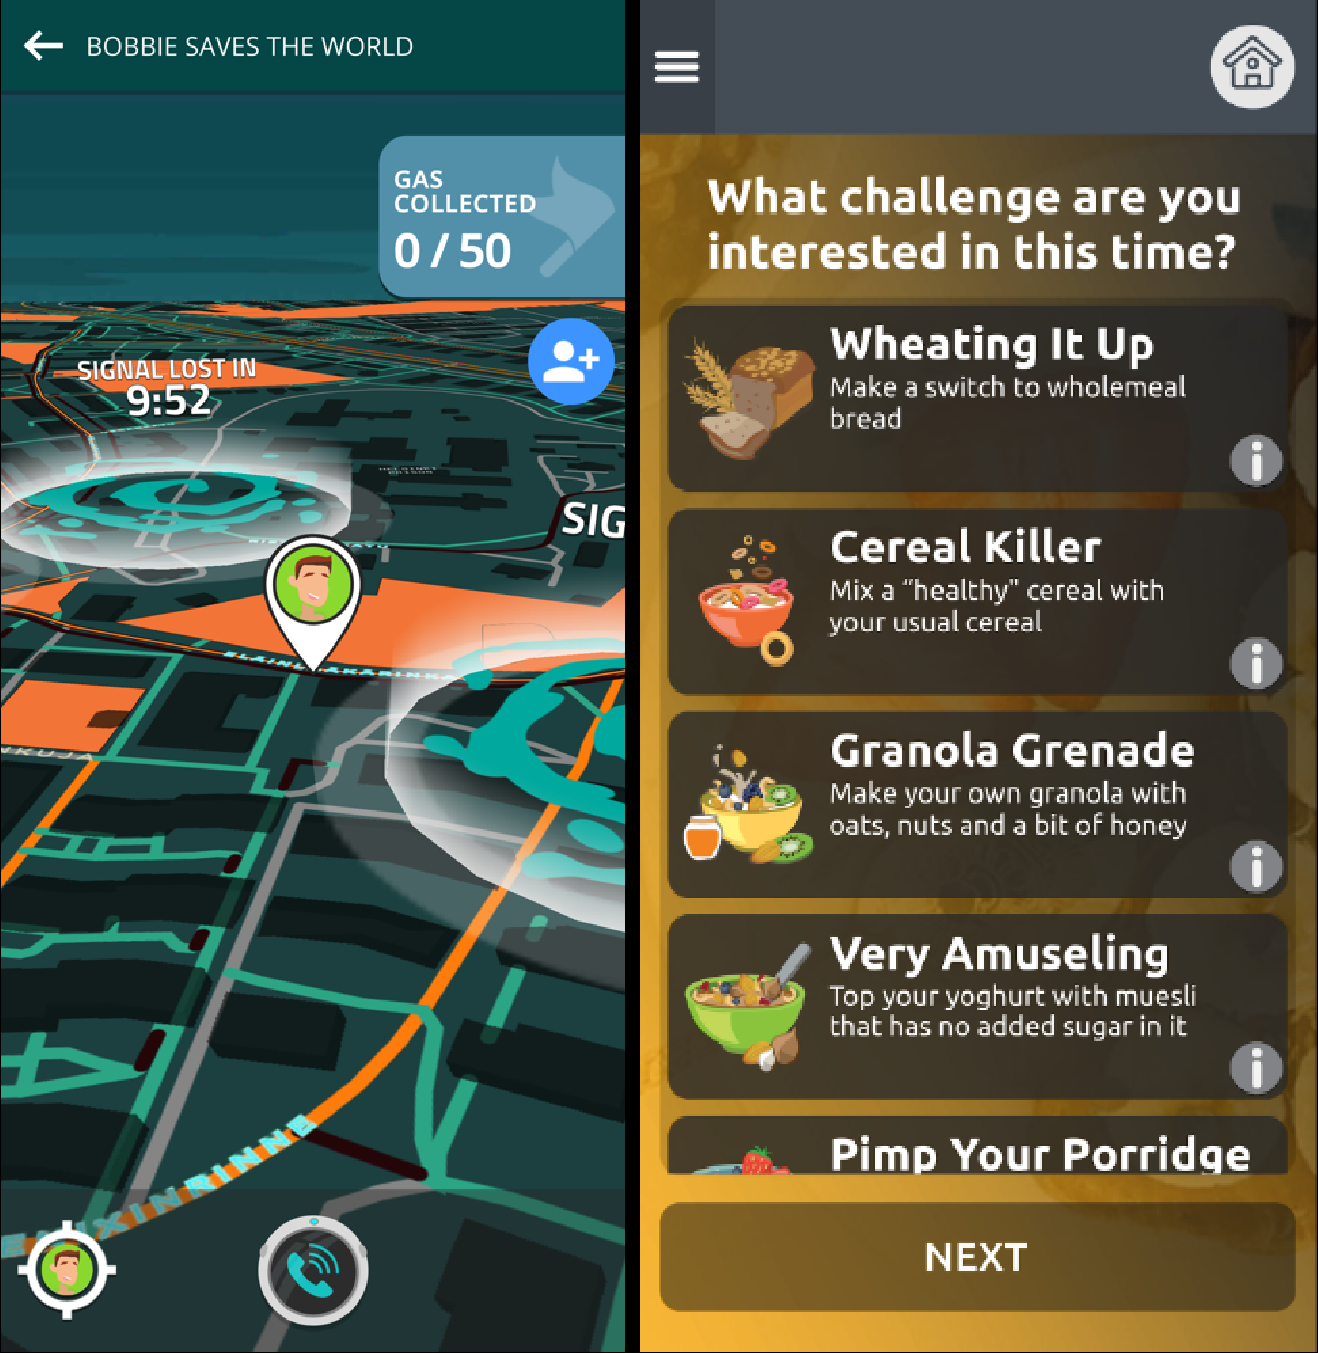 BOBBIE SAVES THE WORLD
GAS
COLLECTED
0 / 50
SIGNAL LOST IN
9:52
SIG
NKUJA
What challenge are you
interested in this time?
Wheating It Up
Make a switch to wholemeal
bread
Cereal Killer
Mix a “healthy” cereal with
your usual cereal
Granola Grenade
Make your own granola with
oats, nuts and a bit of honey
Very Amuseling
Top your yoghurt with muesli
that has no added sugar in it
Pimp Your Porridge
NEXT